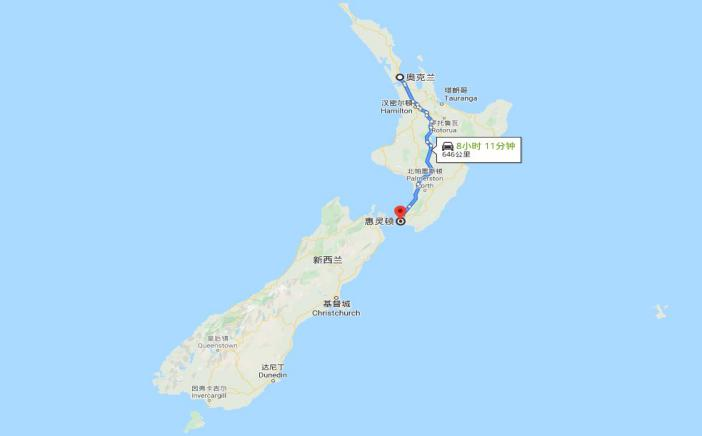 奥克兰
塔朗哥
Tauranga
汉密尔顿
Hamilton
罗托鲁瓦
Rotorua
8小时 11分钟
646公里
北帕默斯顿
Palmerston
North
惠灵顿
新西兰
基督城
Christchurch
皇后镇
Queenstown
达尼丁
Dunedin
因弗卡吉尔
Invercargill